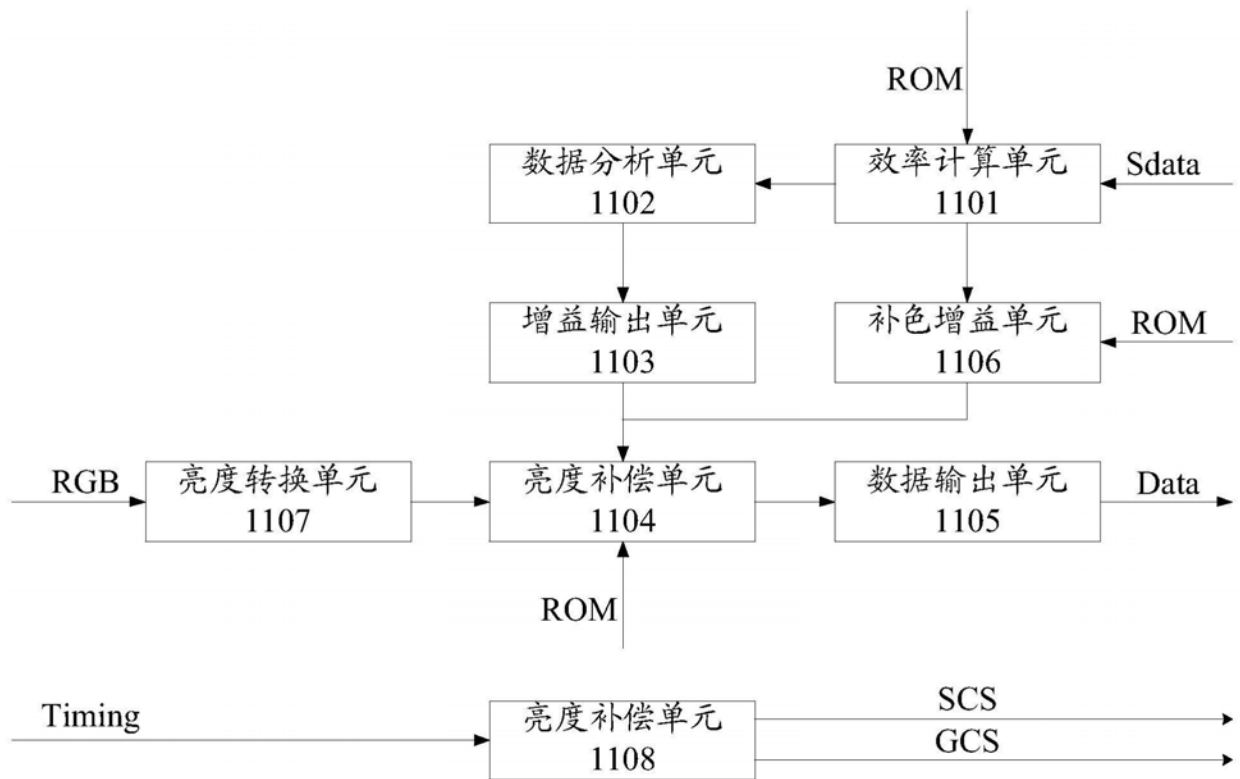 ROM
数据分析单元
1102
效率计算单元
1101
Sdata
增益输出单元
1103
补色增益单元
1106
ROM
RGB
亮度转换单元
1107
亮度补偿单元
1104
数据输出单元
1105
Data
ROM
Timing
亮度补偿单元
1108
SCS
GCS